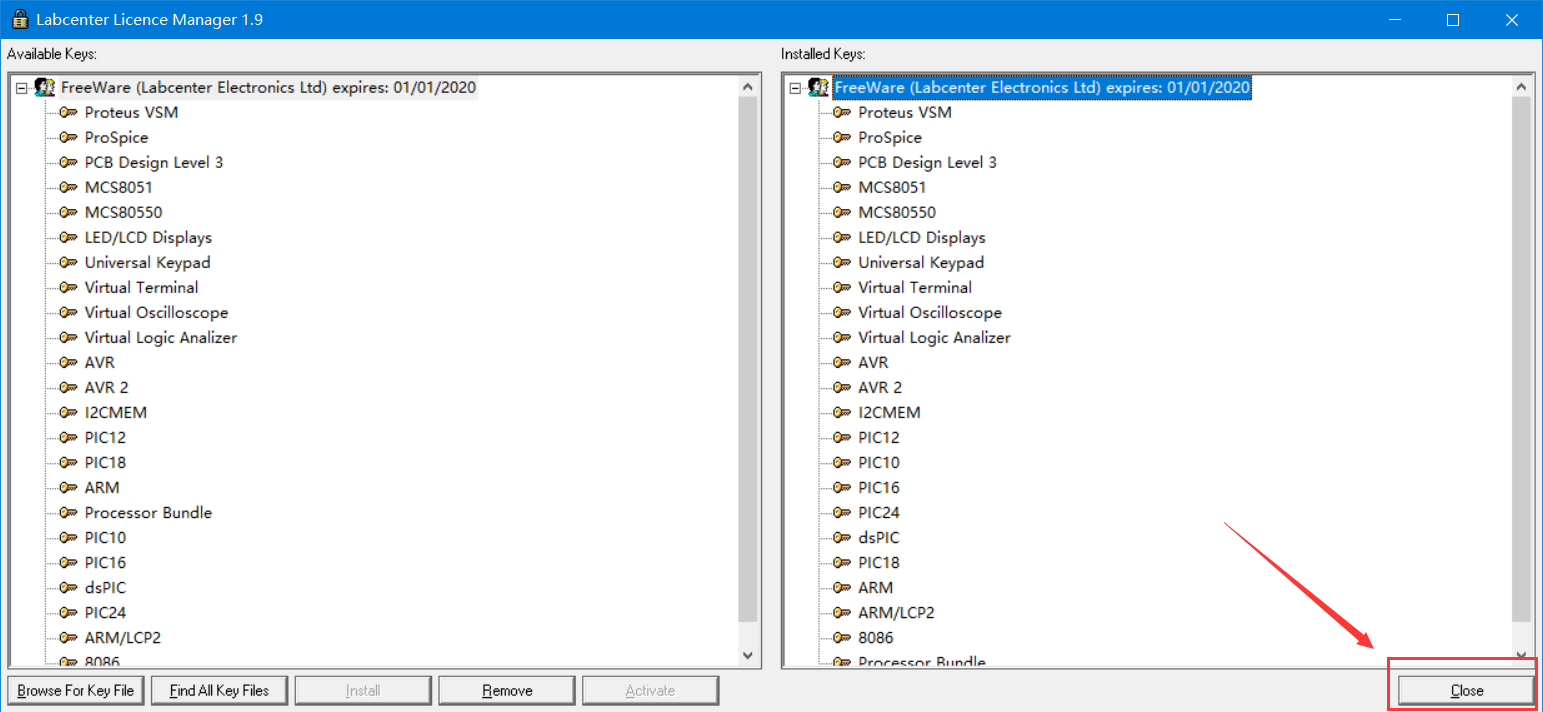 Labcenter Licence Manager 1.9
Available Keys:
FreeWare (Labcenter Electronics Ltd) expires: 01/01/2020
Proteus VSM
ProSpice
PCB Design Level 3
MCS8051
MCS80550
LED/LCD Displays
Universal Keypad
Virtual Terminal
Virtual Oscilloscope
Virtual Logic Analizer
AVR
AVR 2
I2CMEM
PIC12
PIC18
ARM
Processor Bundle
PIC10
PIC16
dsPIC
PIC24
ARM/LCP2
8086
Installed Keys:
FreeWare (Labcenter Electronics Ltd) expires: 01/01/2020
Proteus VSM
ProSpice
PCB Design Level 3
MCS8051
MCS80550
LED/LCD Displays
Universal Keypad
Virtual Terminal
Virtual Oscilloscope
Virtual Logic Analizer
AVR
AVR 2
I2CMEM
PIC12
PIC10
PIC16
PIC24
dsPIC
PIC18
ARM
ARM/LCP2
8086
Processor Bundle
Browse For Key File
Find All Key Files
Install
Remove
Activate
Close